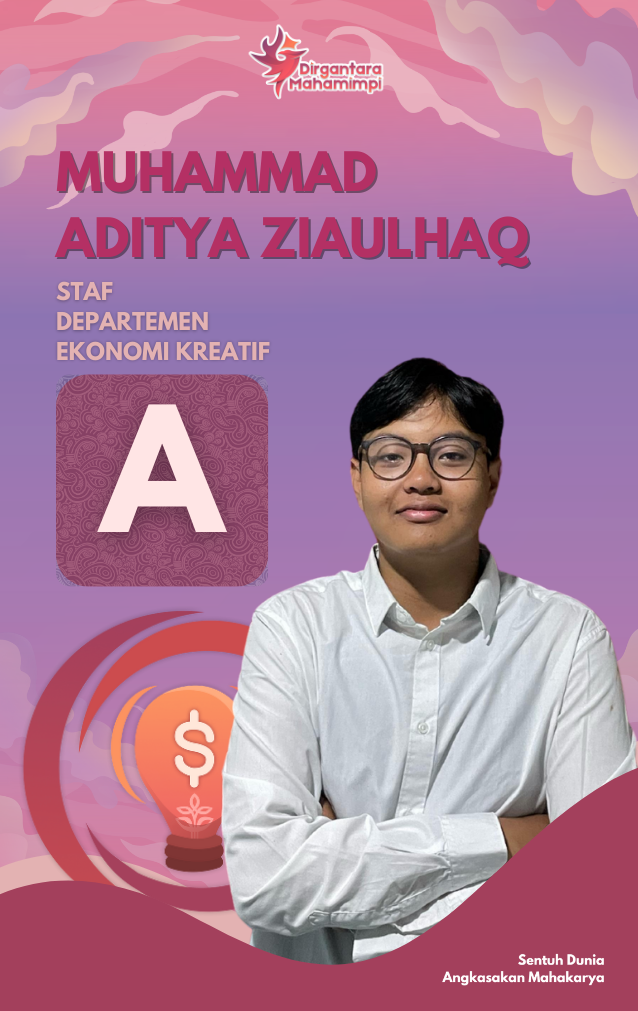 Dirgantara
Mahamimpi
MUHAMMAD
ADITYA ZIAULHAQ
STAF
DEPARTEMEN
EKONOMI KREATIF
A
$
Sentuh Dunia
Angkasakan Mahakarya